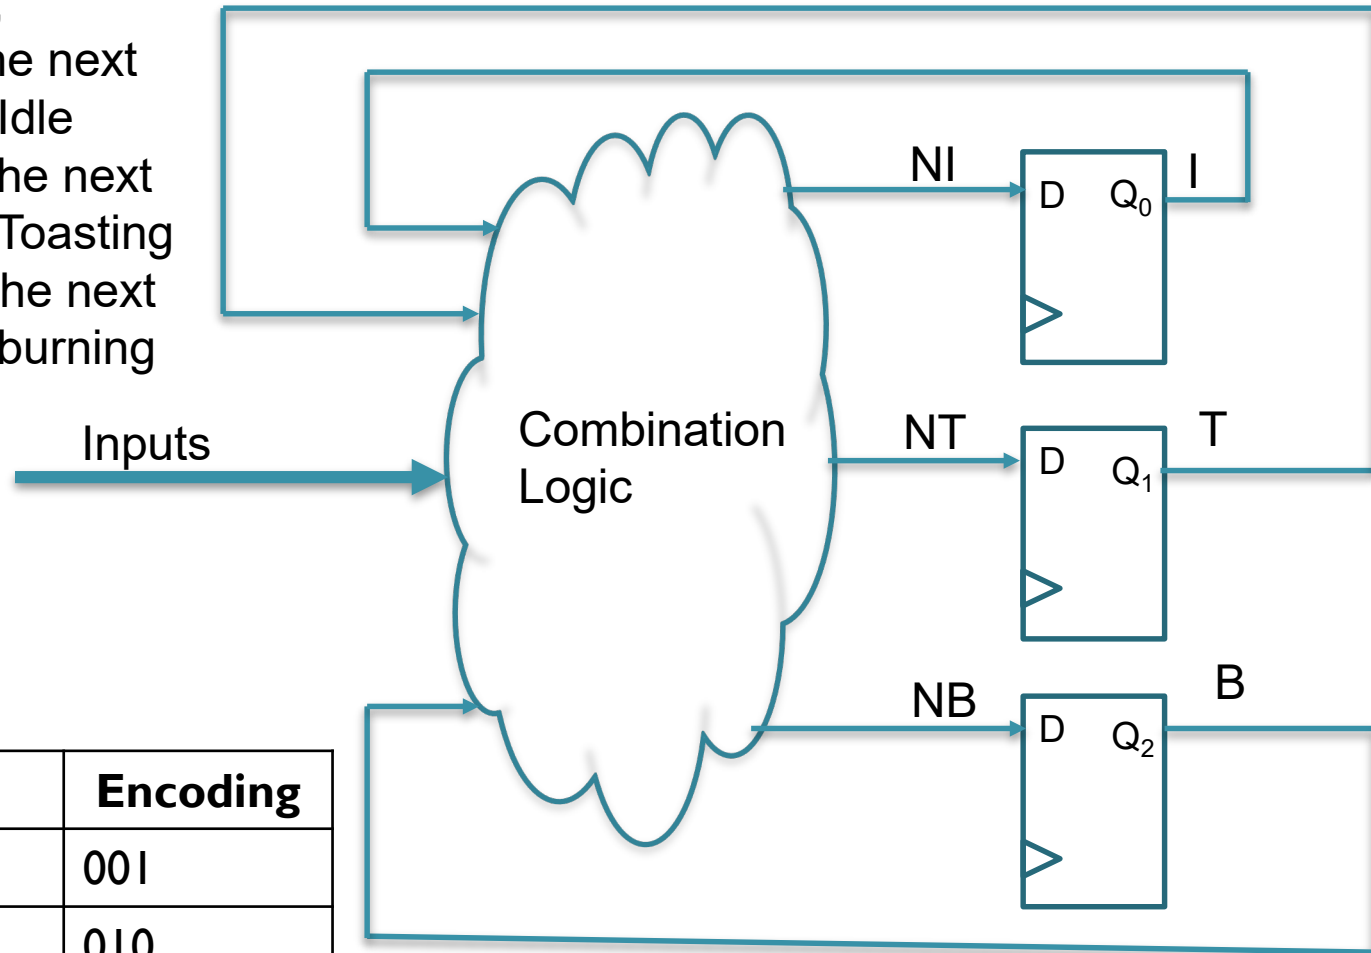 he next
Idle
he next
Toasting
he next
burning
Inputs
Combination
Logic
NI
D Q0 I
NT
D Q1 T
NB
D Q2 B
Encoding
001
010